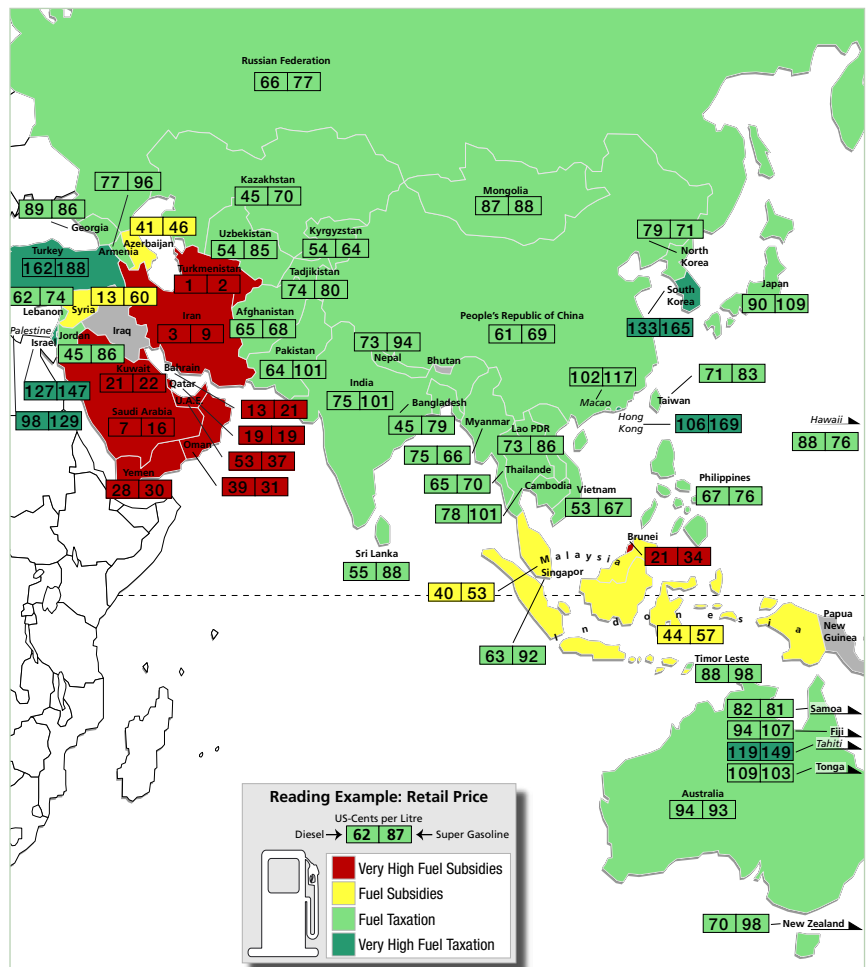 Russian Federation
66 77
77 96
Kazakhstan
45 70
Mongolia
87 88
89 86
Georgia
41 46
Azerbaijan
Armenia
Uzbekistan
54 85
Kyrgyzstan
54 64
79 71
North
Korea
Turkey
162 188
Turkmenistan
1 2
Tadjikistan
74 80
Japan
90 109
62 74
Lebanon
Syria
13 60
Iran
3 9
Afghanistan
65 68
People's Republic of China
61 69
South
Korea
133 165
Palestine
Israel
Iraq
Jordan
45 86
Pakistan
64 101
73 94
Nepal
Bhutan
Kuwait
21 22
Bahrain
Qatar
U.A.E
13 21
India
75 101
102 117
Macao
71 83
Taiwan
127 147
98 129
Saudi Arabia
7 16
19 19
Bangladesh
45 79
Myanmar
Lao PDR
73 86
Hong
Kong
106 169
Hawaii
88 76
Oman
53 37
75 66
Thailande
Yemen
28 30
39 31
65 70
Cambodia
Vietnam
53 67
Philippines
67 76
78 101
Sri Lanka
55 88
Malaysia
Singapor
Brunei
21 34
40 53
Indonesia
44 57
Papua
New
Guinea
63 92
Timor Leste
88 98
82 81 Samoa
94 107 Fiji
119 149 Tahiti
109 103 Tonga
Australia
94 93
70 98 New Zealand
Reading Example: Retail Price
US-Cents per Litre
Diesel → 62 87 ← Super Gasoline
Very High Fuel Subsidies
Fuel Subsidies
Fuel Taxation
Very High Fuel Taxation